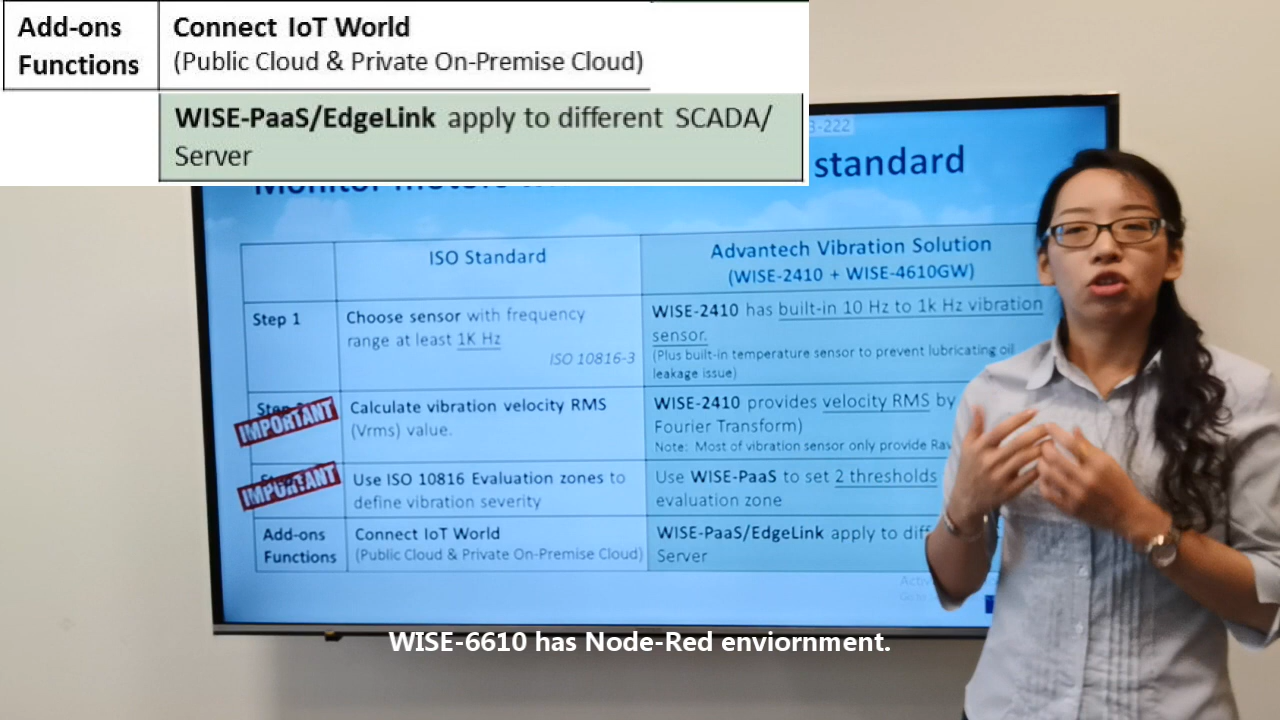 Add-ons
Functions
Connect IoT World
(Public Cloud & Private On-Premise Cloud)
WISE-PaaS/EdgeLink apply to different SCADA/
Server
3-222
standard
ISO Standard
Advantech Vibration Solution
(WISE-2410 + WISE-4610GW)
Step 1
Choose sensor with frequency
range at least 1K Hz
ISO 10816-3
WISE-2410 has built-in 10 Hz to 1k Hz vibration
sensor.
(Plus built-in temperature sensor to prevent lubricating oil
leakage issue)
IMPORTANT
Calculate vibration velocity RMS
(Vrms) value.
WISE-2410 provides velocity RMS by
Fourier Transform)
Note: Most of vibration sensor only provide
IMPORTANT
Use ISO 10816 Evaluation zones to
define vibration severity
Use WISE-PaaS to set 2 thresholds
evaluation zone
Add-ons
Functions
Connect IoT World
(Public Cloud & Private On-Premise Cloud)
WISE-PaaS/EdgeLink apply to
Server
WISE-6610 has Node-Red enviornment.